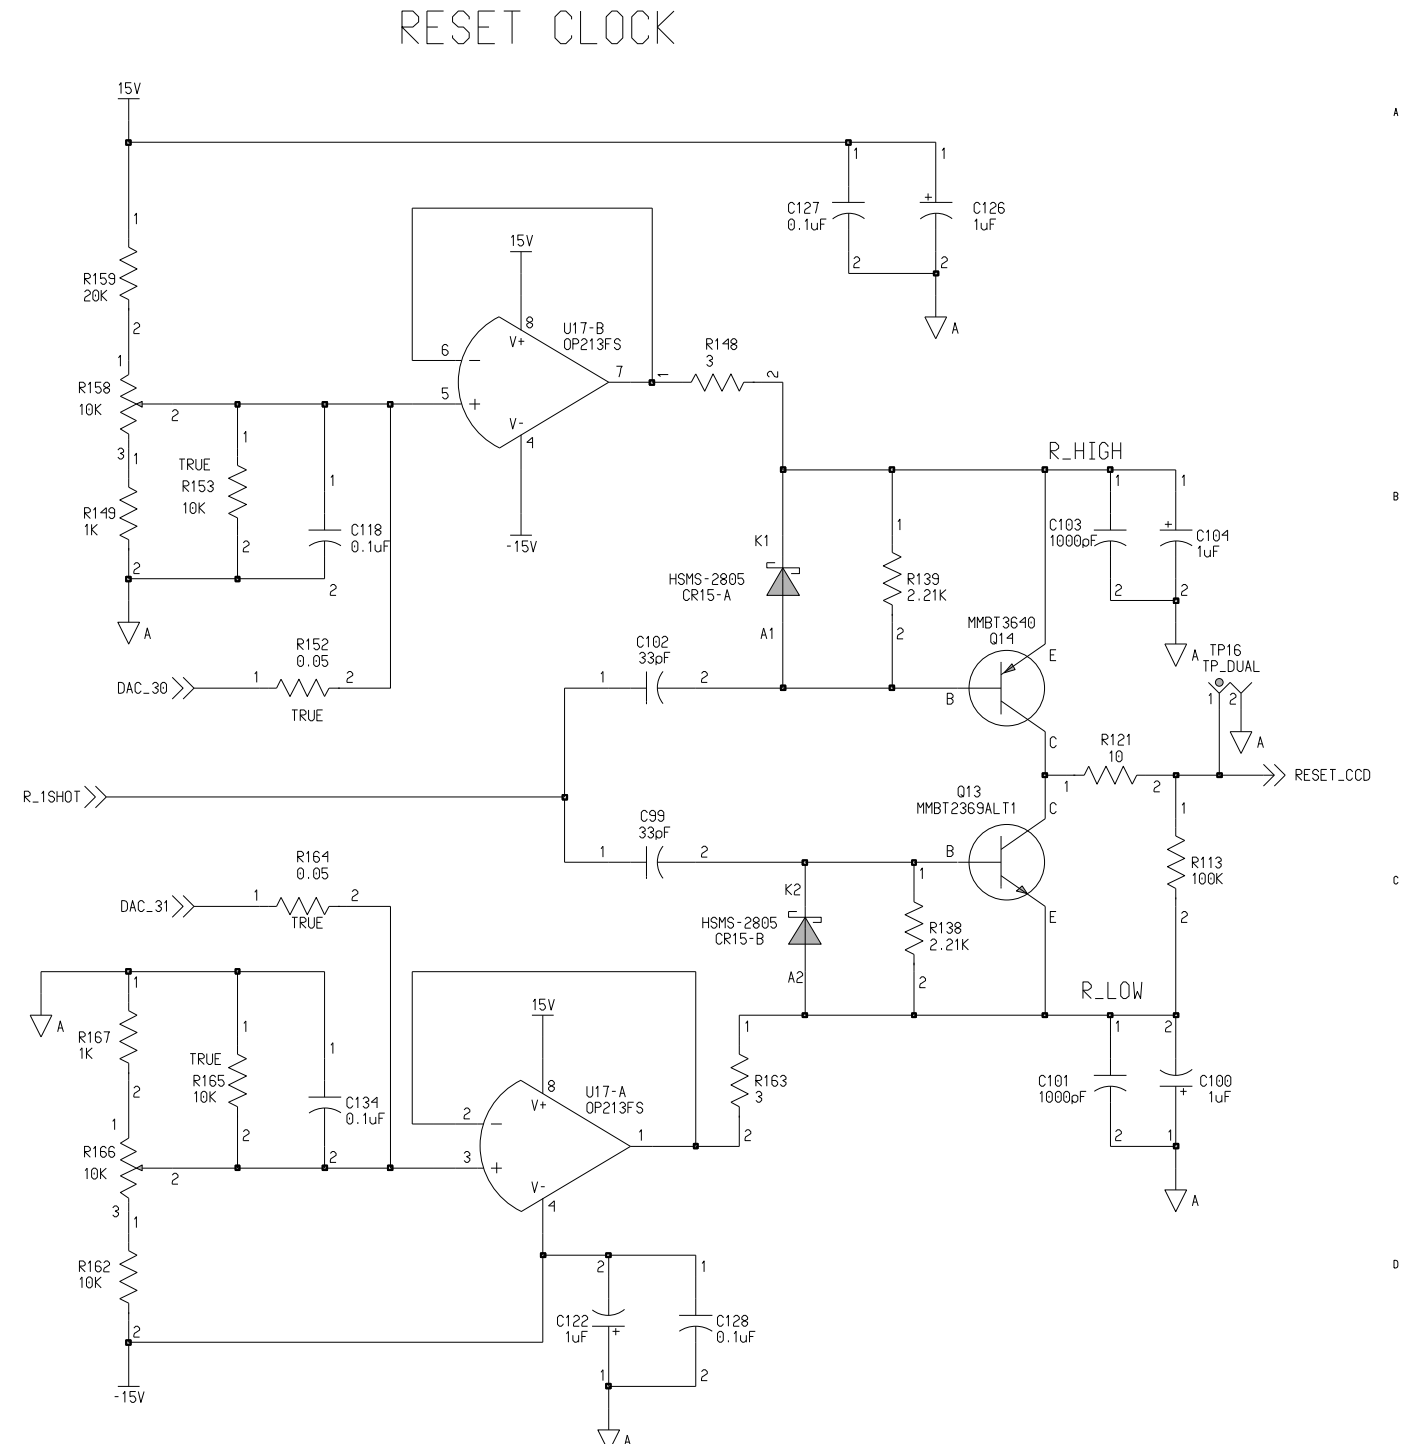 RESET CLOCK
15V
A
1
1
1
C127
0.1uF
+
C126
1uF
15V
2
2
R159
20K
A
2
8
V+
U17-B
OP213FS
1
6
−
7
1
R148
3
2
R158
10K
2
5
+
3
1
1
V-
4
R_HIGH
TRUE
R153
10K
1
1
1
1
B
R149
1K
C118
0.1uF
-15V
K1
C103
1000pF
+
C104
1uF
2
2
2
HSMS-2805
CR15-A
R139
2.21K
2
2
A
A1
2
MMBT3640
Q14
R152
0.05
C102
33pF
E
A
TP16
TP_DUAL
DAC_30
1
2
1
2
B
1
2
TRUE
C
A
R121
10
1
2
RESET_CCD
R_1SHOT
Q13
MMBT2369ALT1
C
1
C99
33pF
R164
0.05
1
2
B
1
R113
100K
DAC_31
1
2
TRUE
K2
HSMS-2805
CR15-B
R138
2.21K
E
2
C
A2
2
R_LOW
1
1
15V
1
1
2
A
R167
1K
1
1
TRUE
R165
10K
2
8
V+
U17-A
OP213FS
R163
3
C101
1000pF
C100
1uF
+
C134
0.1uF
1
2
−
R166
10K
2
2
1
2
2
1
2
3
+
3
1
V-
4
A
R162
10K
2
1
D
2
C122
1uF
+
C128
0.1uF
1
2
-15V
A